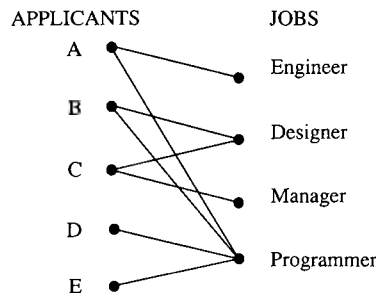 APPLICANTS JOBS
A
Engineer
B
Designer
C
Manager
D
Programmer
E